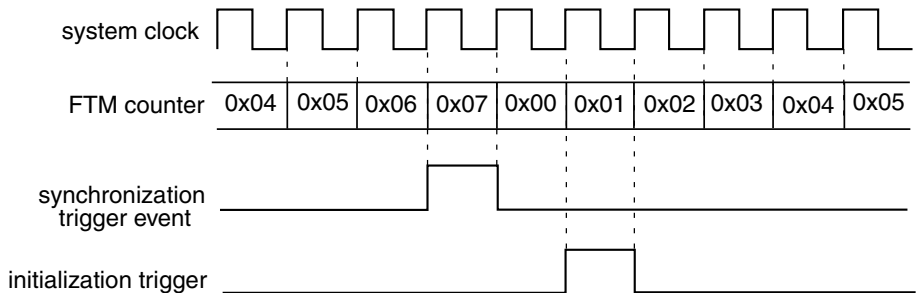 system clock
FTM counter 0x04 0x05 0x06 0x07 0x00 0x01 0x02 0x03 0x04 0x05
synchronization
trigger event
initialization trigger